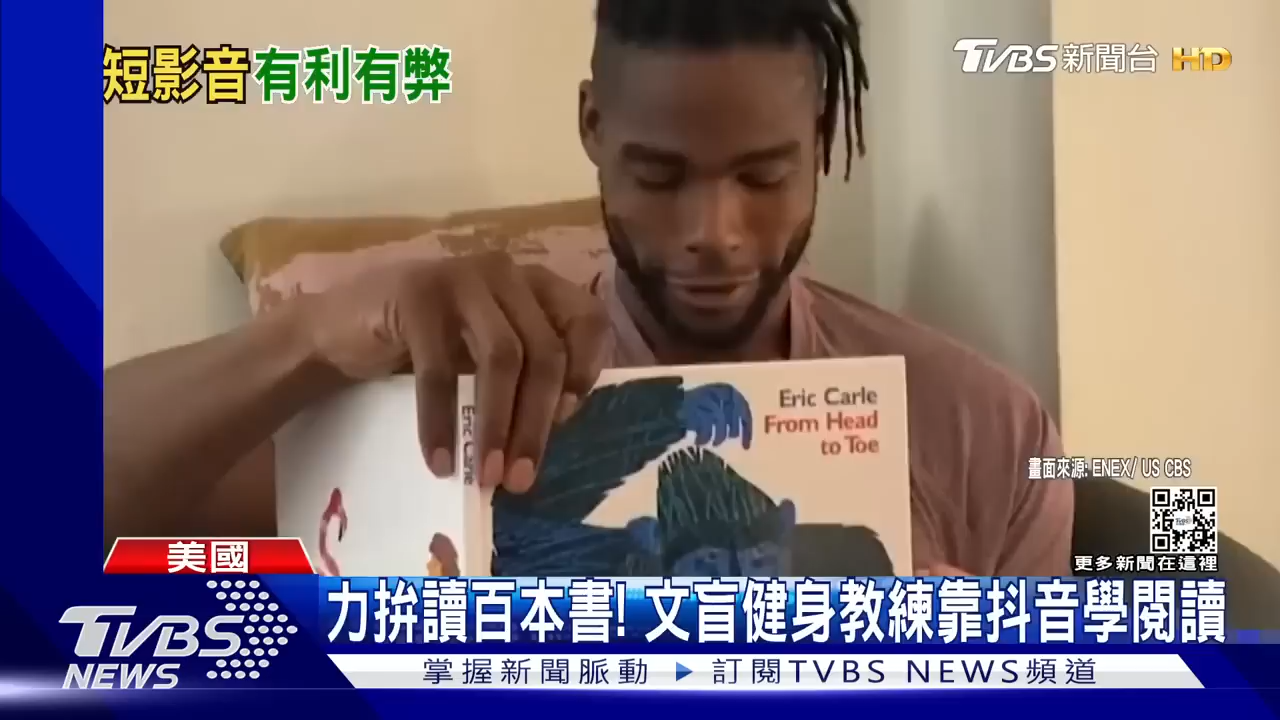 短影音有利有弊
TVBS新聞台 HD
Eric Carle
From Head
to Toe
Eric Carle
畫面來源: ENEX/ US CBS
TVBS
更多新聞在這裡
美國
力拚讀百本書! 文盲健身教練靠抖音學閱讀
TVBS
NEWS
掌握新聞脈動 ▶ 訂閱TVBS NEWS頻道